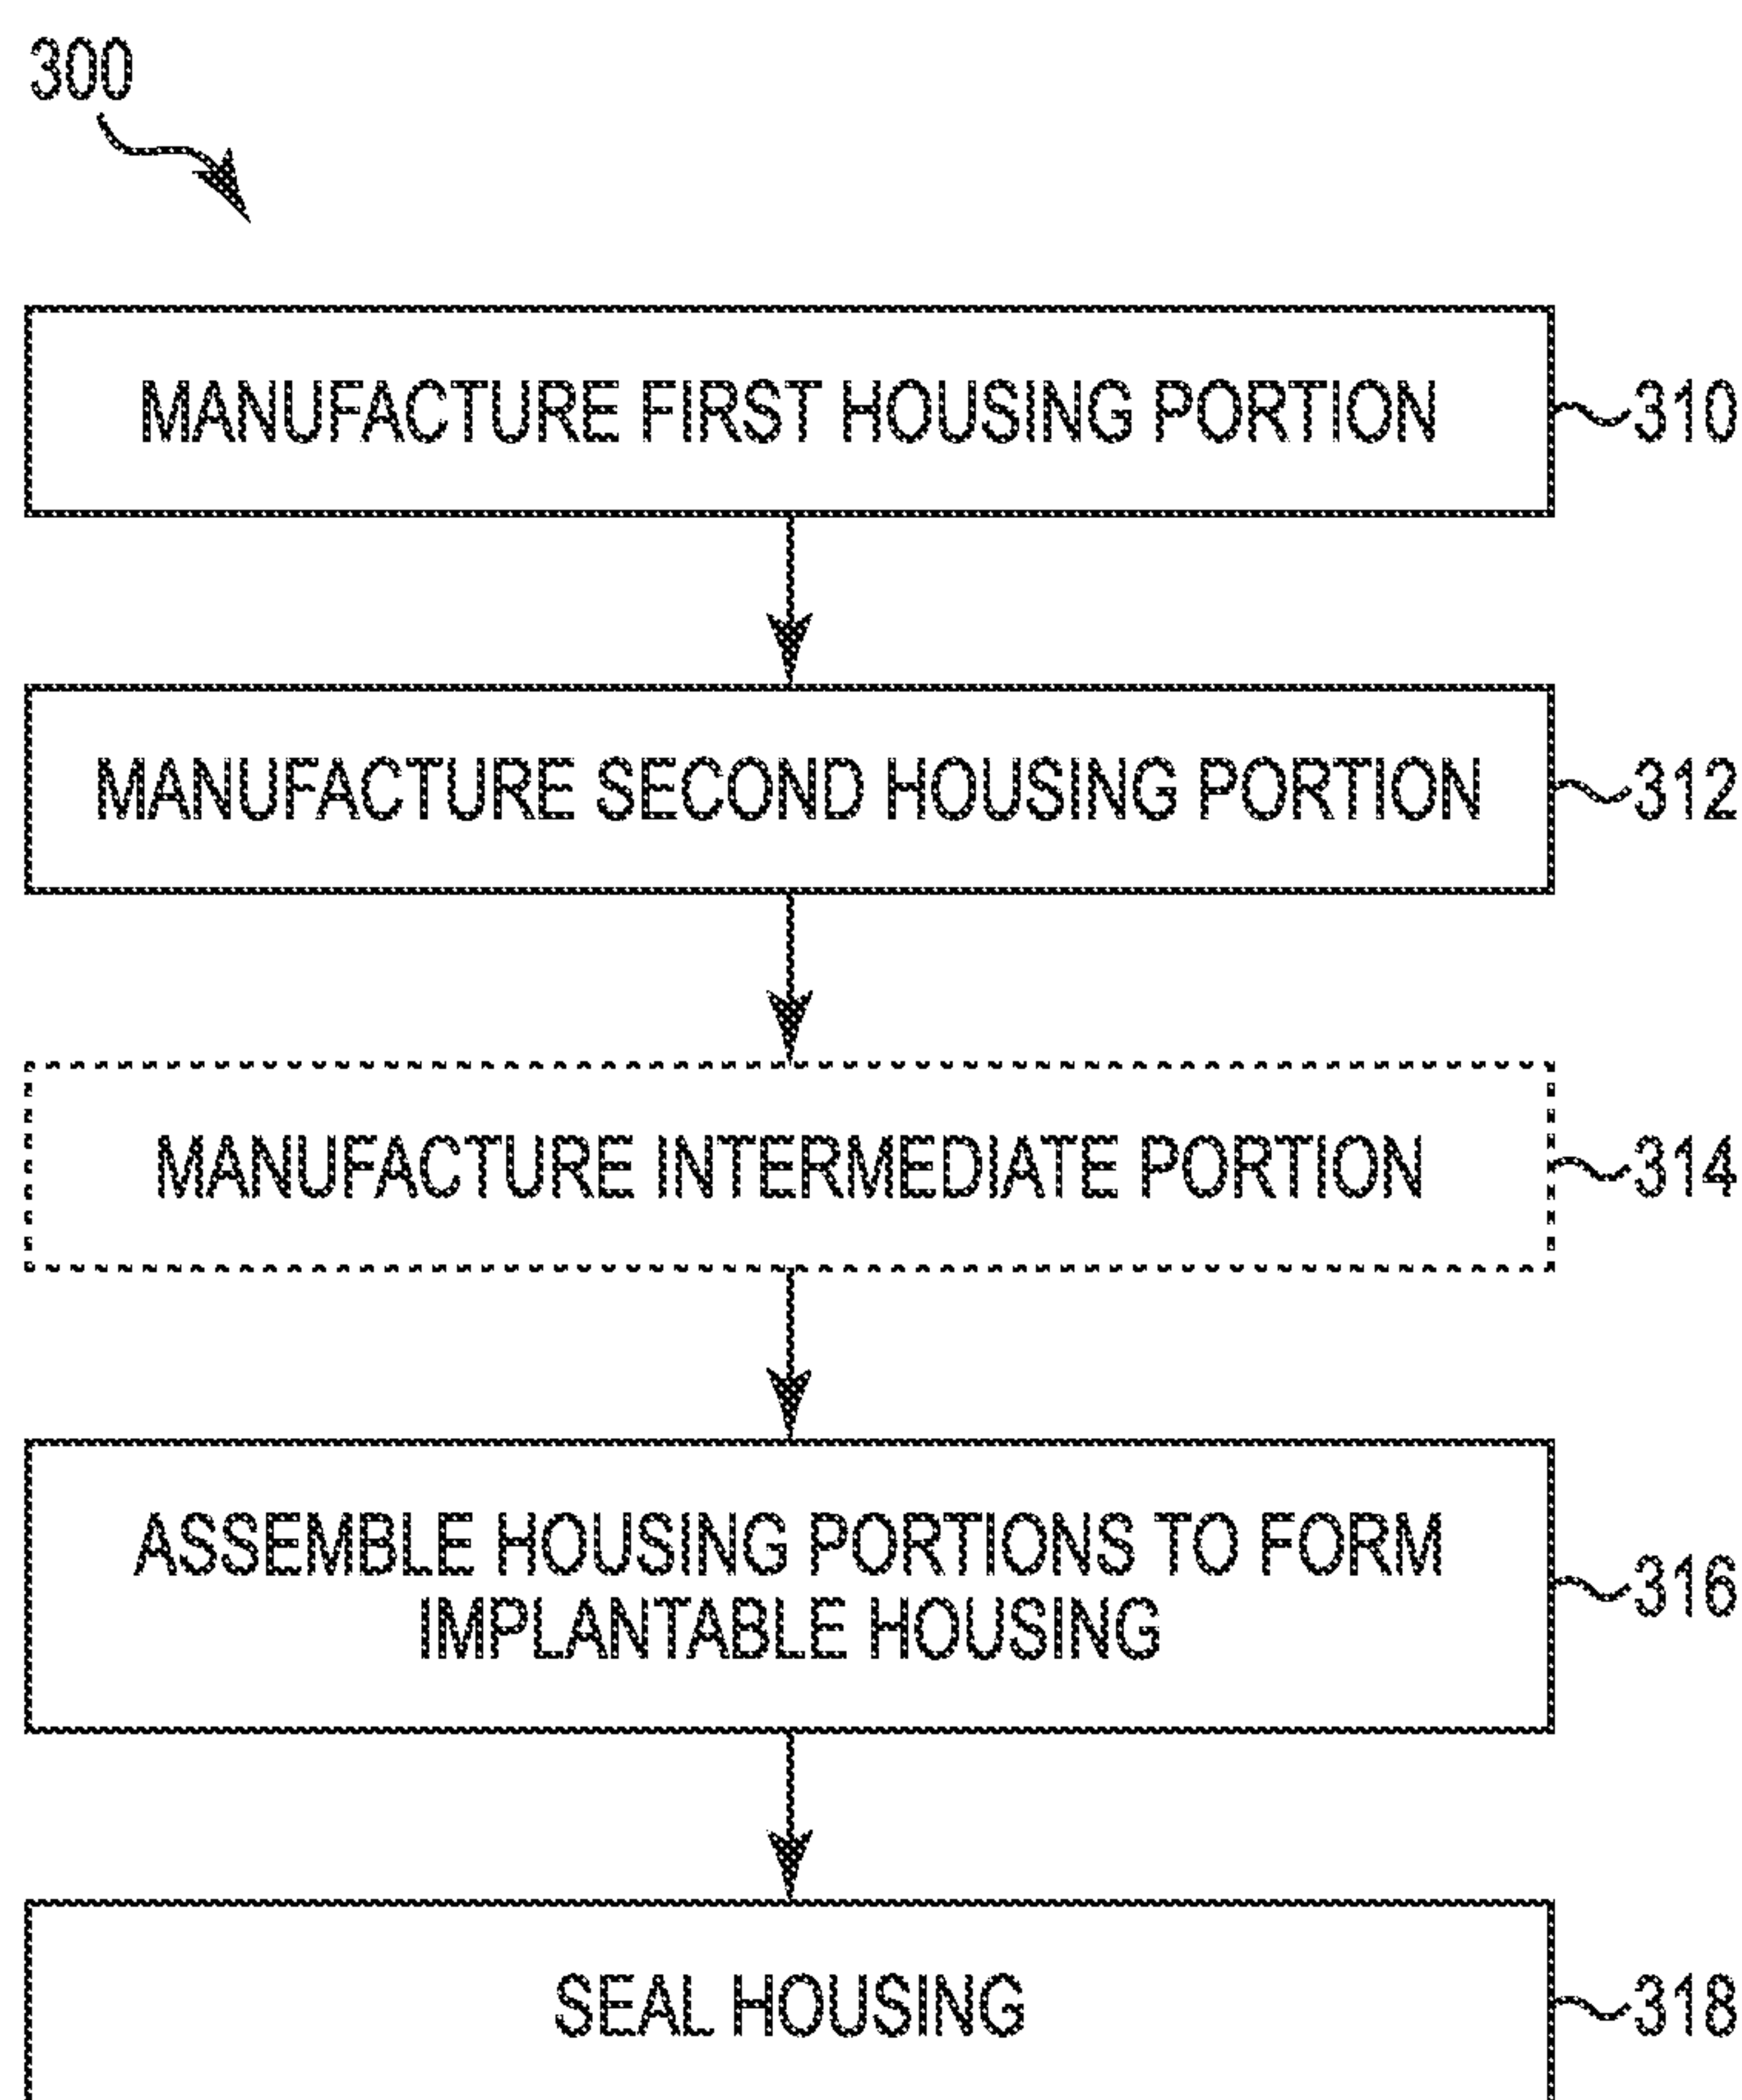 300
MANUFACTURE FIRST HOUSING PORTION
310
MANUFACTURE SECOND HOUSING PORTION
312
MANUFACTURE INTERMEDIATE PORTION
314
ASSEMBLE HOUSING PORTIONS TO FORM
IMPLANTABLE HOUSING
316
SEAL HOUSING
318